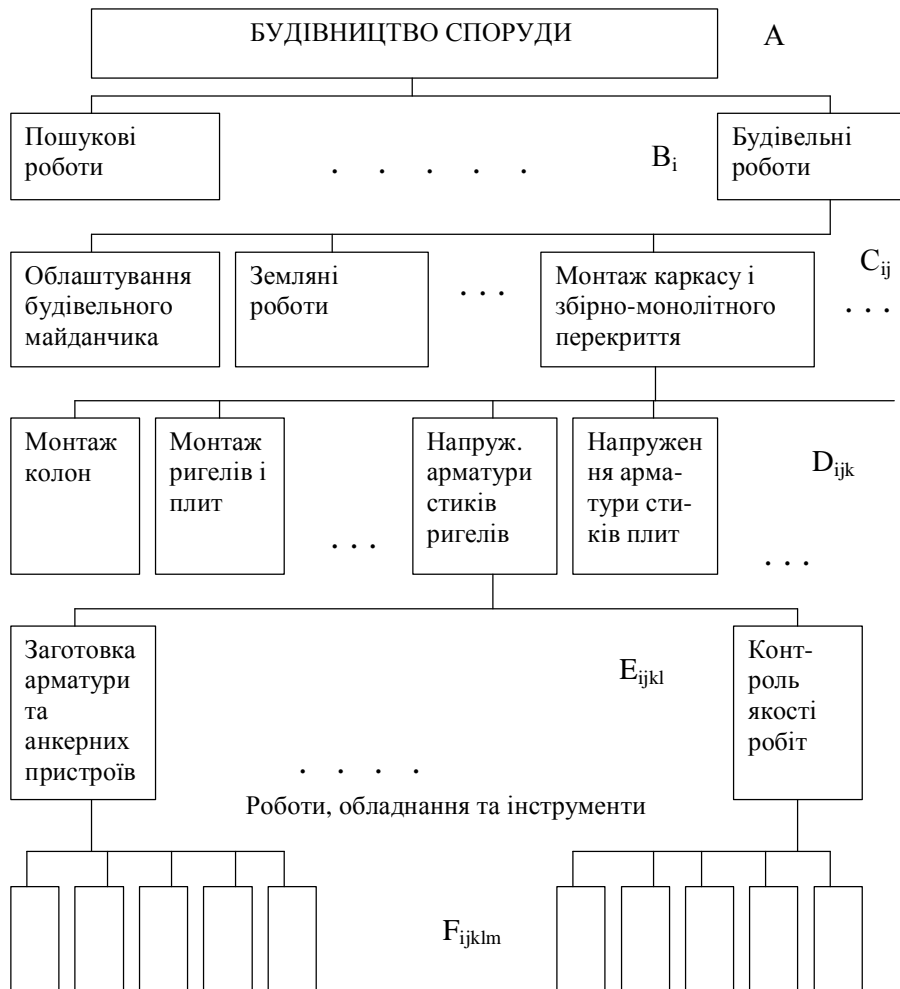 БУДІВНИЦТВО СПОРУДИ
A
Пошукові
роботи
. . . . .
B_i
Будівельні
роботи
Облаштування
будівельного
майданчика
Земляні
роботи
. . .
Монтаж каркасу і
збірно-монолітного
перекриття
C_ij
. . .
Монтаж
колон
Монтаж
ригелів і
плит
. . .
Напруж.
арматури
стиків
ригелів
Напружен
ня арма-
тури сти-
ків плит
D_ijk
. . .
Заготовка
арматури
та
анкерних
пристроїв
. . . .
E_ijkl
Конт-
роль
якості
робіт
Роботи, обладнання та інструменти
F_ijklm